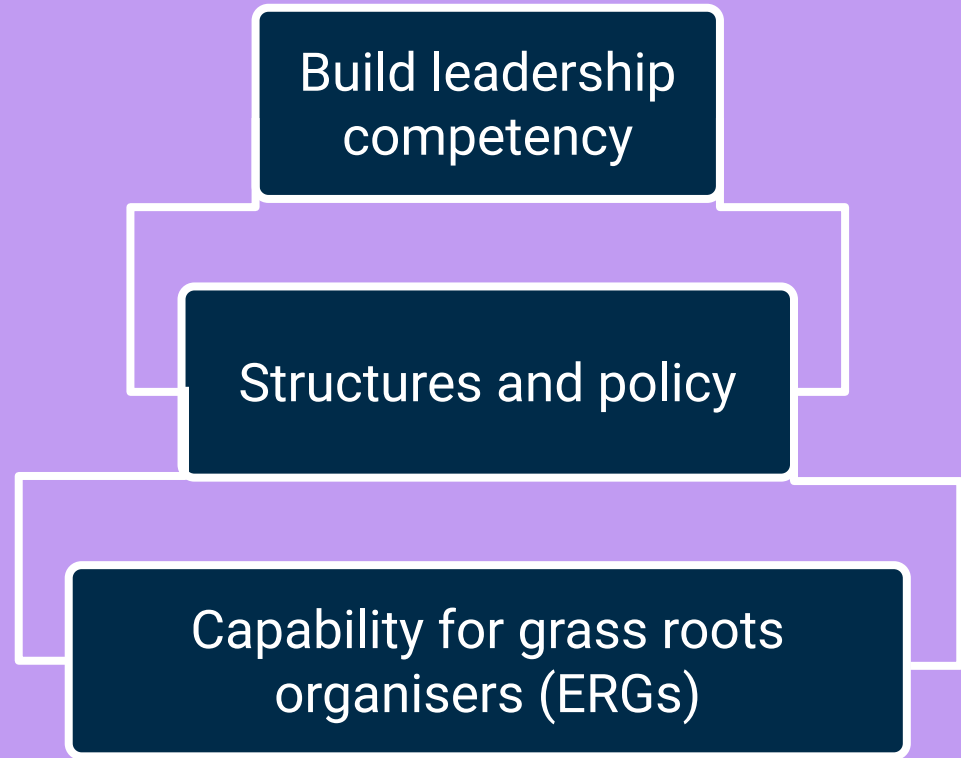 Build leadership
competency
Structures and policy
Capability for grass roots
organisers (ERGs)